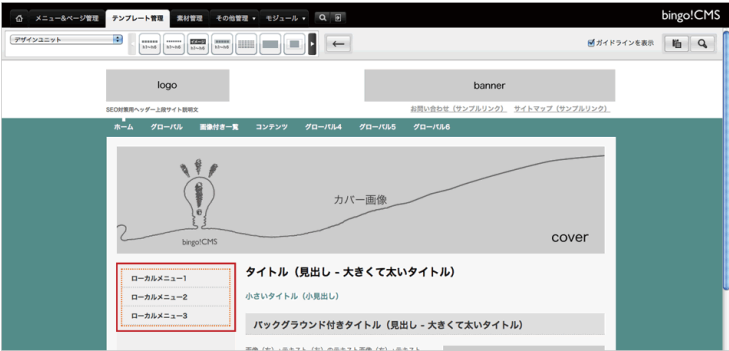 メニュー&ページ管理 テンプレート管理 素材管理 その他管理 モジュール bingo!CMS
デザインユニット ガイドラインを表示
logo banner
SEO対策用ヘッダー上段サイト説明文 お問い合わせ（サンプルリンク） サイトマップ（サンプルリンク）
ホーム グローバル 画像付き一覧 コンテンツ グローバル4 グローバル5 グローバル6
カバー画像
bingo!CMS
cover
ローカルメニュー1
ローカルメニュー2
ローカルメニュー3
タイトル（見出し - 大きくて太いタイトル）
小さいタイトル（小見出し）
バックグラウンド付きタイトル（見出し - 大きくて太いタイトル）